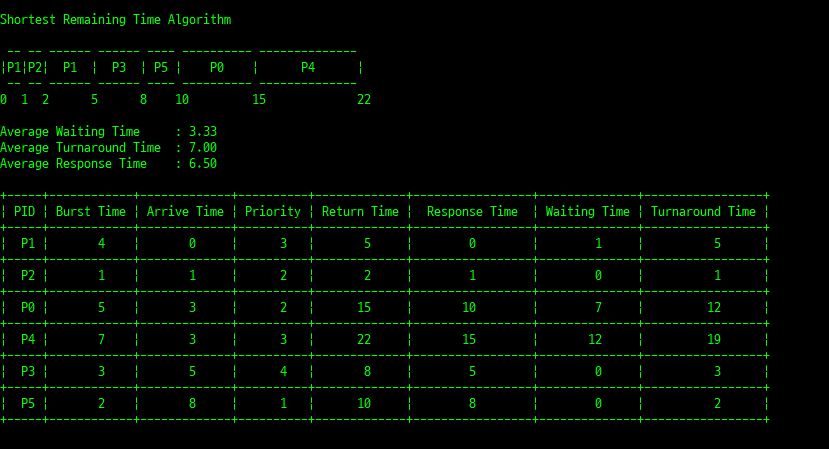 Shortest Remaining Time Algorithm
 -- -- ------ ------ ---- ---------- --------------
¦P1¦P2¦  P1  ¦  P3  ¦ P5 ¦    P0    ¦      P4      ¦
 -- -- ------ ------ ---- ---------- --------------
0  1  2      5      8    10         15             22
Average Waiting Time     : 3.33
Average Turnaround Time  : 7.00
Average Response Time    : 6.50
¦ PID ¦ Burst Time ¦ Arrive Time ¦ Priority ¦ Return Time ¦  Response Time  ¦ Waiting Time ¦ Turnaround Time ¦
¦  P1 ¦       4    ¦       0     ¦     3    ¦       5     ¦        0        ¦       1      ¦         5       ¦
¦  P2 ¦       1    ¦       1     ¦     2    ¦       2     ¦        1        ¦       0      ¦         1       ¦
¦  P0 ¦       5    ¦       3     ¦     2    ¦      15     ¦       10        ¦       7      ¦        12       ¦
¦  P4 ¦       7    ¦       3     ¦     3    ¦      22     ¦       15        ¦      12      ¦        19       ¦
¦  P3 ¦       3    ¦       5     ¦     4    ¦       8     ¦        5        ¦       0      ¦         3       ¦
¦  P5 ¦       2    ¦       8     ¦     1    ¦      10     ¦        8        ¦       0      ¦         2       ¦